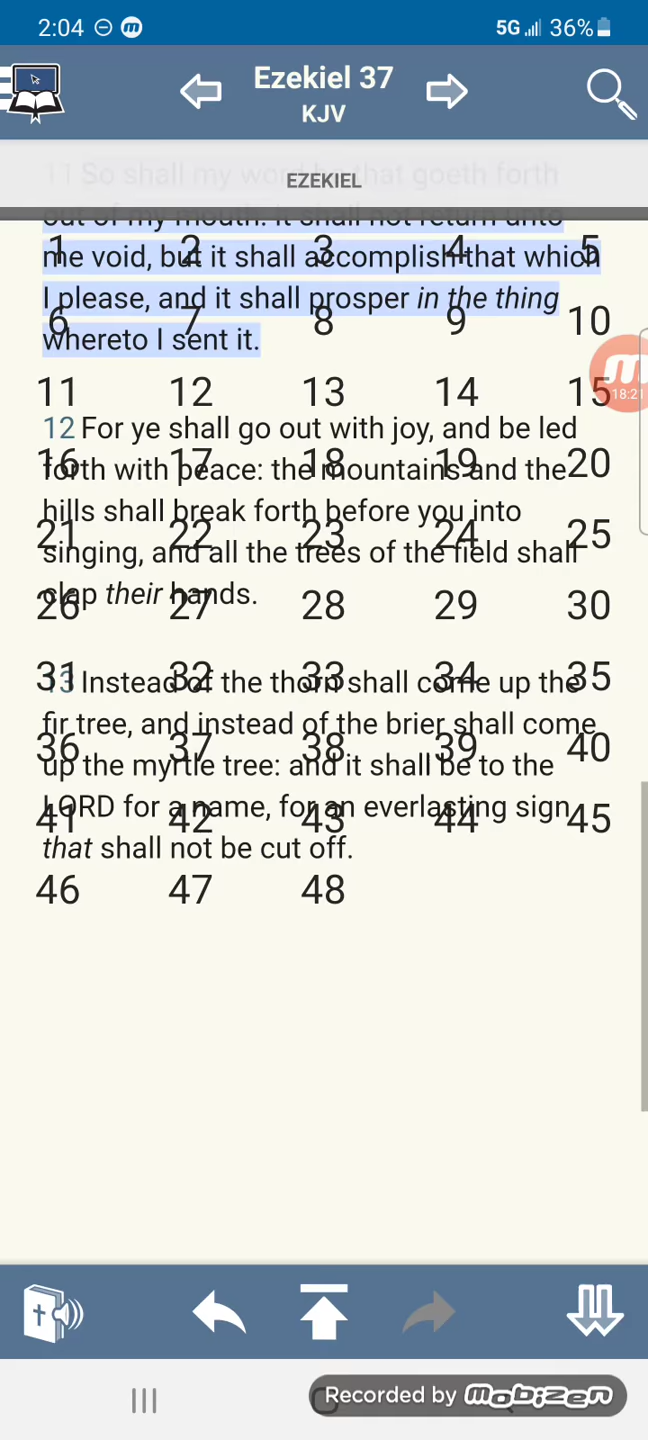 2:04 m 5G 36%
Ezekiel 37
KJV
EZEKIEL
11 So shall my word be that goeth forth
out of my mouth: it shall not return unto
me void, but it shall accomplish that which
I please, and it shall prosper in the thing
whereto I sent it.
12 For ye shall go out with joy, and be led
forth with peace: the mountains and the
hills shall break forth before you into
singing, and all the trees of the field shall
clap their hands.
13 Instead of the thorn shall come up the
fir tree, and instead of the brier shall come
up the myrtle tree: and it shall be to the
LORD for a name, for an everlasting sign
that shall not be cut off.
1 2 3 4 5
6 7 8 9 10
11 12 13 14 15
16 17 18 19 20
21 22 23 24 25
26 27 28 29 30
31 32 33 34 35
36 37 38 39 40
41 42 43 44 45
46 47 48
m
18:21
Recorded by mobizen